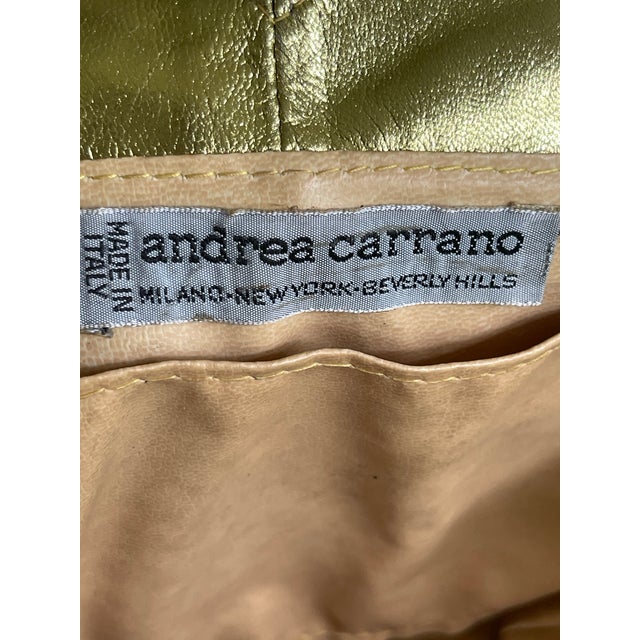 MADE IN
ITALY
andrea carrano
MILANO-NEW YORK-BEVERLY HILLS